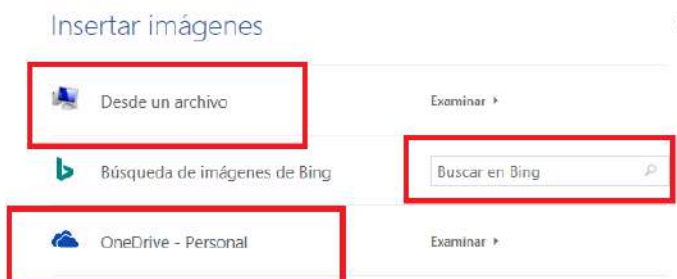 Insertar imágenes
Desde un archivo Examinar
Búsqueda de imágenes de Bing Buscar en Bing
OneDrive - Personal Examinar